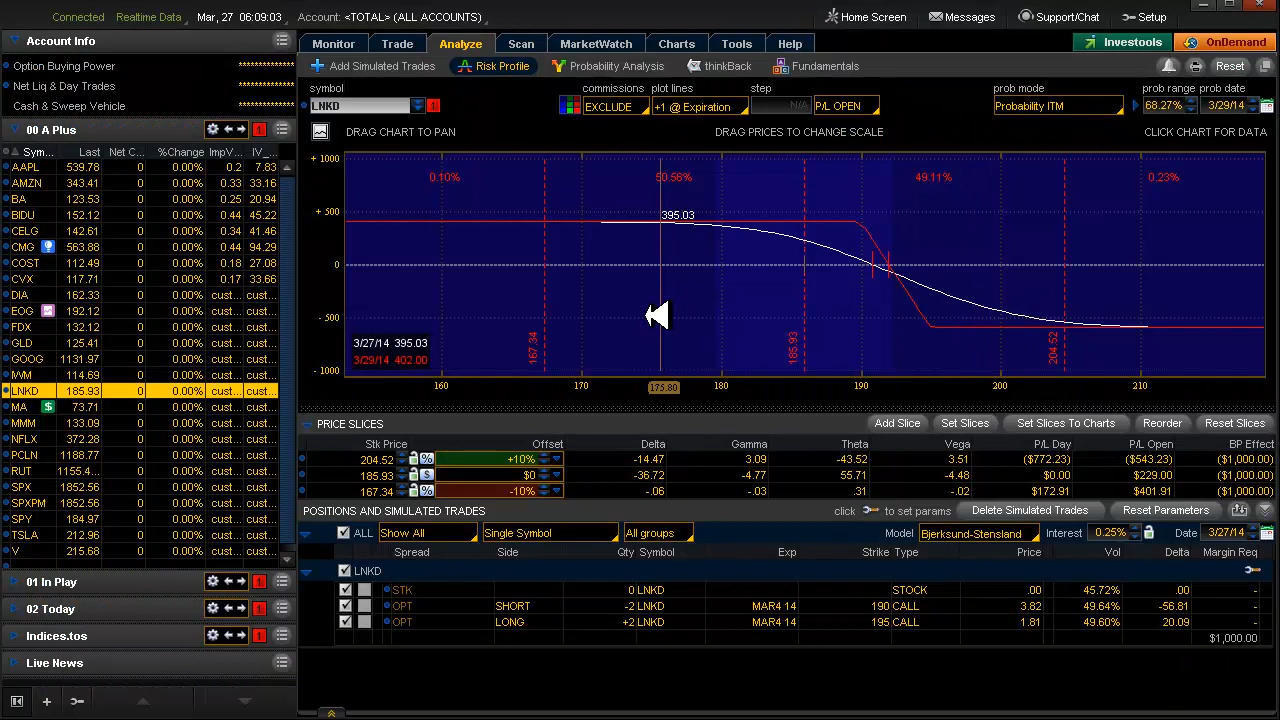 Connected Realtime Data Mar, 27 06:09:03 Account: <TOTAL> (ALL ACCOUNTS) Home Screen Messages Support/Chat Setup
Account Info
Option Buying Power **************
Net Liq & Day Trades **************
Cash & Sweep Vehicle **************
00 A Plus 1
Sym... Last Net C... %Change ImpV... IV_...
AAPL 539.78 0 0.00% 0.2 7.83
AMZN 343.41 0 0.00% 0.33 33.16
BA 123.53 0 0.00% 0.25 20.94
BIDU 152.12 0 0.00% 0.44 45.22
CELG 142.61 0 0.00% 0.34 41.46
CMG 563.88 0 0.00% 0.44 94.29
COST 112.49 0 0.00% 0.18 27.08
CVX 117.71 0 0.00% 0.17 33.66
DIA 162.33 0 0.00% cust... cust...
EOG 192.12 0 0.00% cust... cust...
FDX 132.12 0 0.00% cust... cust...
GLD 125.41 0 0.00% cust... cust...
GOOG 1131.97 0 0.00% cust... cust...
IWM 114.69 0 0.00% cust... cust...
LNKD 185.93 0 0.00% cust... cust...
MA $ 73.71 0 0.00% cust... cust...
MMM 133.09 0 0.00% cust... cust...
NFLX 372.28 0 0.00% cust... cust...
PCLN 1188.77 0 0.00% cust... cust...
RUT 1155.4... 0 0.00% cust... cust...
SPX 1852.56 0 0.00% cust... cust...
SPXPM 1852.56 0 0.00% cust... cust...
SPY 184.97 0 0.00% cust... cust...
TSLA 212.96 0 0.00% cust... cust...
V 215.68 0 0.00% cust... cust...
01 In Play 1
02 Today 1
Indices.tos 1
Live News
Monitor Trade Analyze Scan MarketWatch Charts Tools Help Investools OnDemand
Add Simulated Trades Risk Profile Probability Analysis thinkBack Fundamentals Reset
symbol commissions plot lines step prob mode prob range prob date
LNKD 1 EXCLUDE +1 @ Expiration N/A P/L OPEN Probability ITM 68.27% 3/29/14
DRAG CHART TO PAN DRAG PRICES TO CHANGE SCALE CLICK CHART FOR DATA
+ 1000
0.10% 50.56% 49.11% 0.23%
+ 500
395.03
0
- 500
167.34 185.93 204.52
3/27/14 395.03
3/29/14 402.00
- 1000
160 170 175.80 180 190 200 210
PRICE SLICES Add Slice Set Slices Set Slices To Charts Reorder Reset Slices
Stk Price Offset Delta Gamma Theta Vega P/L Day P/L Open BP Effect
204.52 % +10% -14.47 3.09 -43.52 3.51 ($772.23) ($543.23) ($1,000.00)
185.93 $ $0 -36.72 -4.77 55.71 -4.48 $0.00 $229.00 ($1,000.00)
167.34 % -10% -.06 -.03 .31 -.02 $172.91 $401.91 ($1,000.00)
POSITIONS AND SIMULATED TRADES click to set params Delete Simulated Trades Reset Parameters
ALL Show All Single Symbol All groups Model Bjerksund-Stensland Interest 0.25% Date 3/27/14
Spread Side Qty Symbol Exp Strike Type Price Vol Delta Margin Req
LNKD
STK 0 LNKD STOCK .00 45.72% .00 -
OPT SHORT -2 LNKD MAR4 14 190 CALL 3.82 49.64% -56.81 -
OPT LONG +2 LNKD MAR4 14 195 CALL 1.81 49.60% 20.09 -
$1,000.00